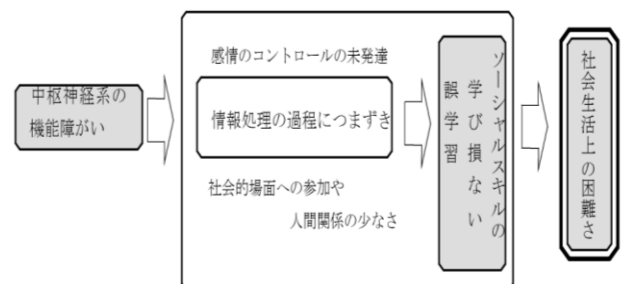 中枢神経系の
機能障がい
感情のコントロールの未発達
情報処理の過程につまずき
社会的場面への参加や
人間関係の少なさ
ソーシャルスキルの
学び損ない
誤学習
社会生活上の困難さ